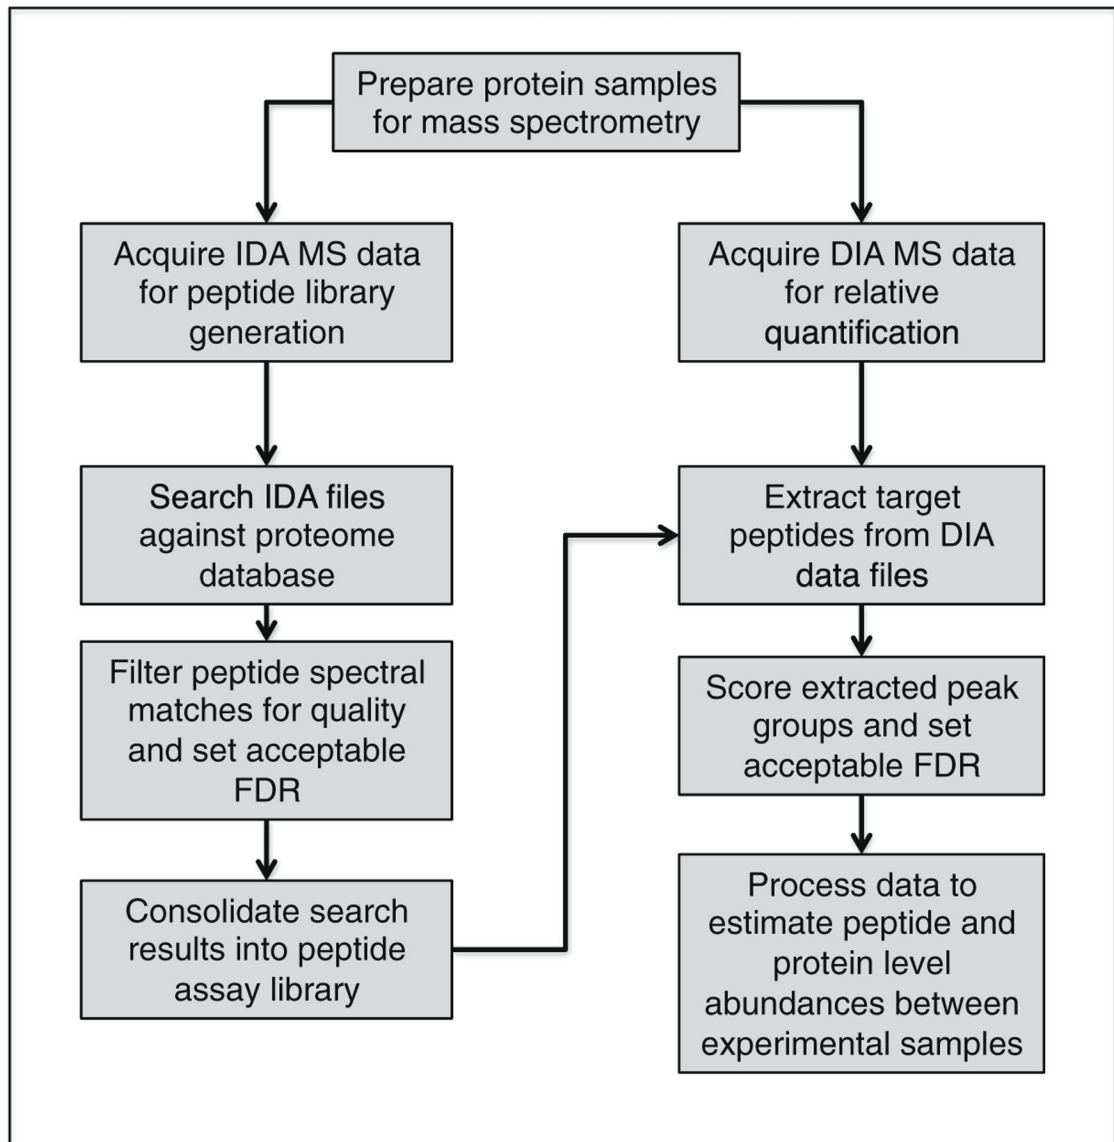 Prepare protein samples
for mass spectrometry
Acquire IDA MS data
for peptide library
generation
Search IDA files
against proteome
database
Filter peptide spectral
matches for quality
and set acceptable
FDR
Consolidate search
results into peptide
assay library
Acquire DIA MS data
for relative
quantification
Extract target
peptides from DIA
data files
Score extracted peak
groups and set
acceptable FDR
Process data to
estimate peptide and
protein level
abundances between
experimental samples